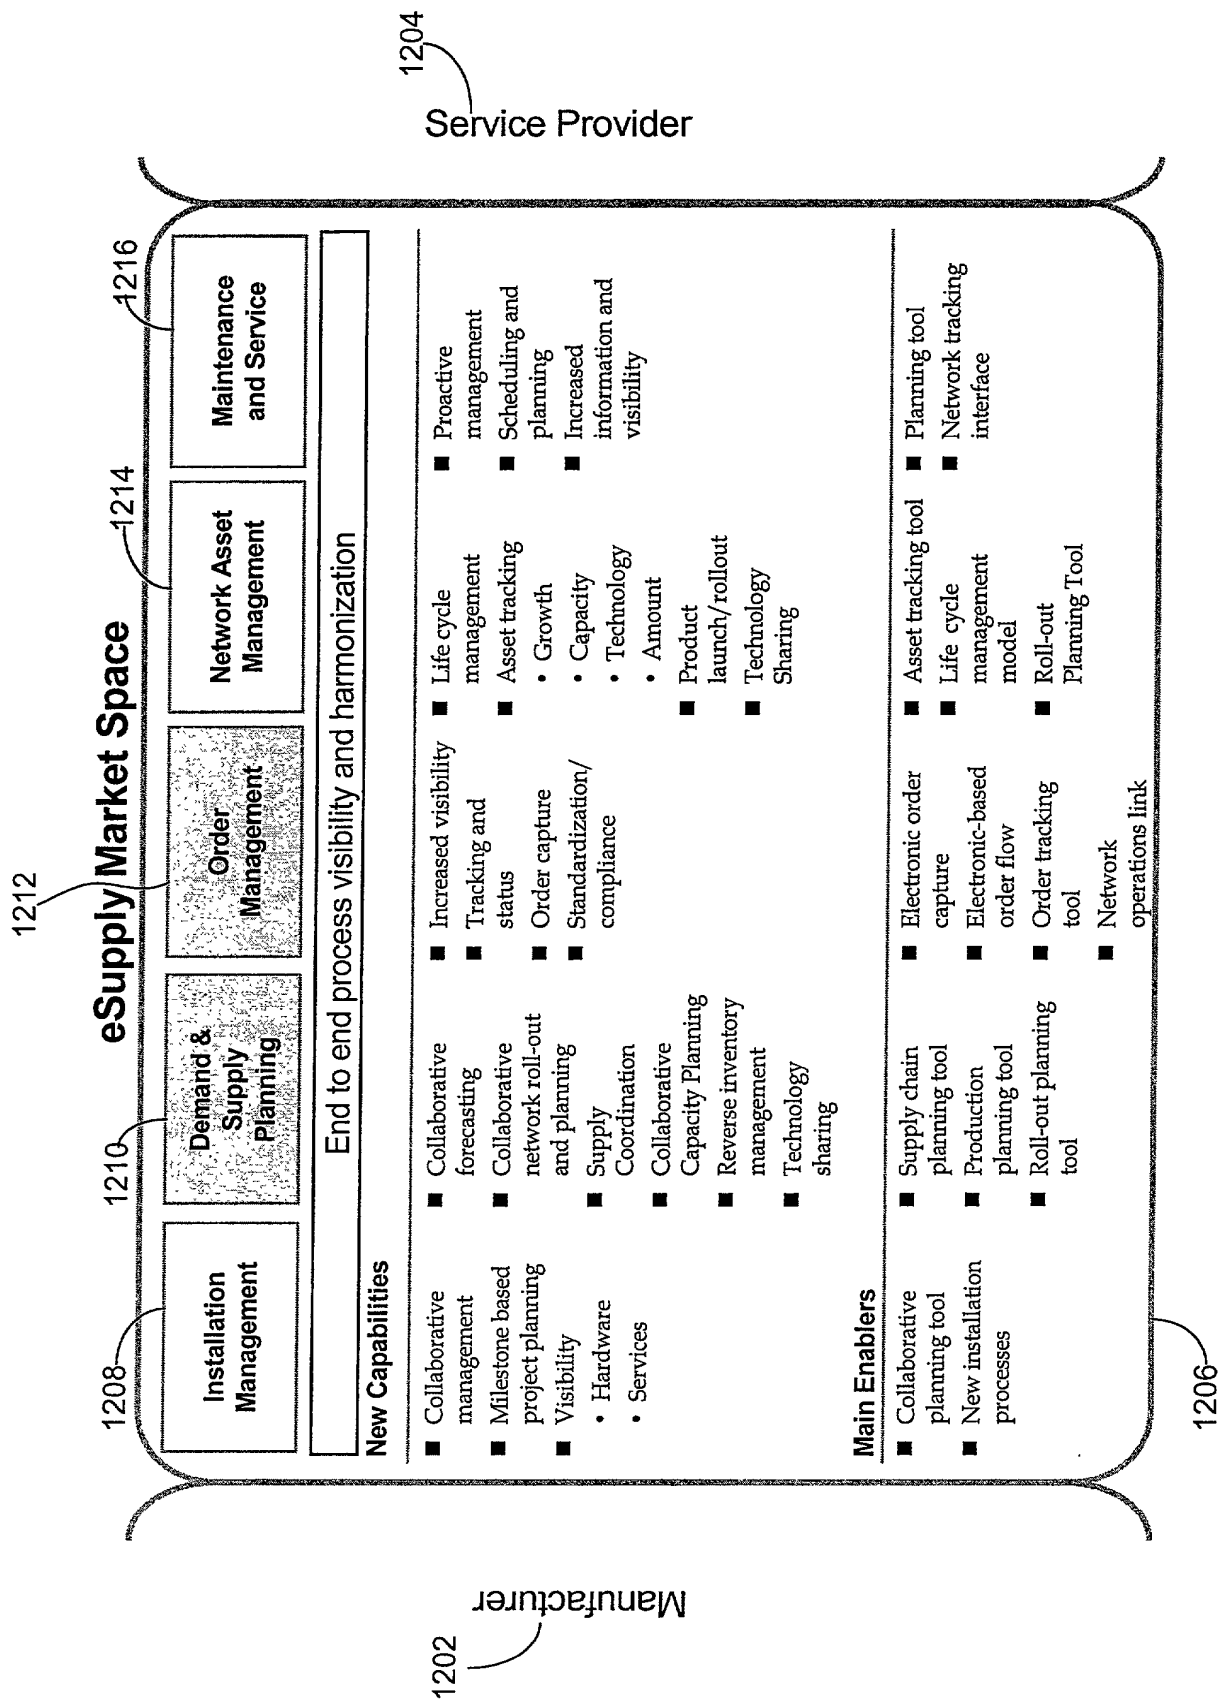 eSupply Market Space
1208
1210
1212
1214
1216
Installation
Management
Demand &
Supply
Planning
Order
Management
Network Asset
Management
Maintenance
and Service
End to end process visibility and harmonization
New Capabilities
■ Collaborative
management
■ Milestone based
project planning
■ Visibility
• Hardware
• Services
■ Collaborative
forecasting
■ Collaborative
network roll-out
and planning
■ Supply
Coordination
■ Collaborative
Capacity Planning
■ Reverse inventory
management
■ Technology
sharing
■ Increased visibility
■ Tracking and
status
■ Order capture
■ Standardization/
compliance
■ Life cycle
management
■ Asset tracking
• Growth
• Capacity
• Technology
• Amount
■ Product
launch/rollout
■ Technology
Sharing
■ Proactive
management
■ Scheduling and
planning
■ Increased
information and
visibility
Main Enablers
■ Collaborative
planning tool
■ New installation
processes
■ Supply chain
planning tool
■ Production
planning tool
■ Roll-out planning
tool
■ Electronic order
capture
■ Electronic-based
order flow
■ Order tracking
tool
■ Network
operations link
■ Asset tracking tool
■ Life cycle
management
model
■ Roll-out
Planning Tool
■ Planning tool
■ Network tracking
interface
Manufacturer
1202
Service Provider
1204
1206